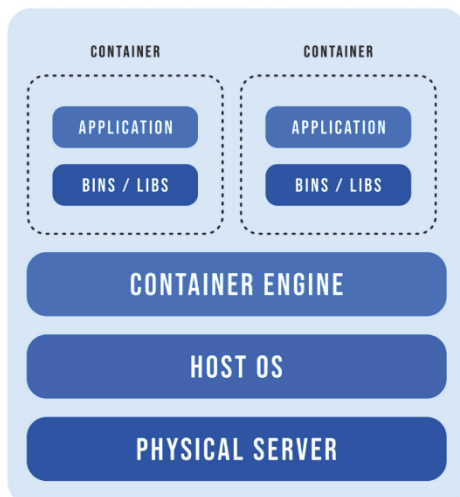 CONTAINER
CONTAINER
APPLICATION
APPLICATION
BINS / LIBS
BINS / LIBS
CONTAINER ENGINE
HOST OS
PHYSICAL SERVER